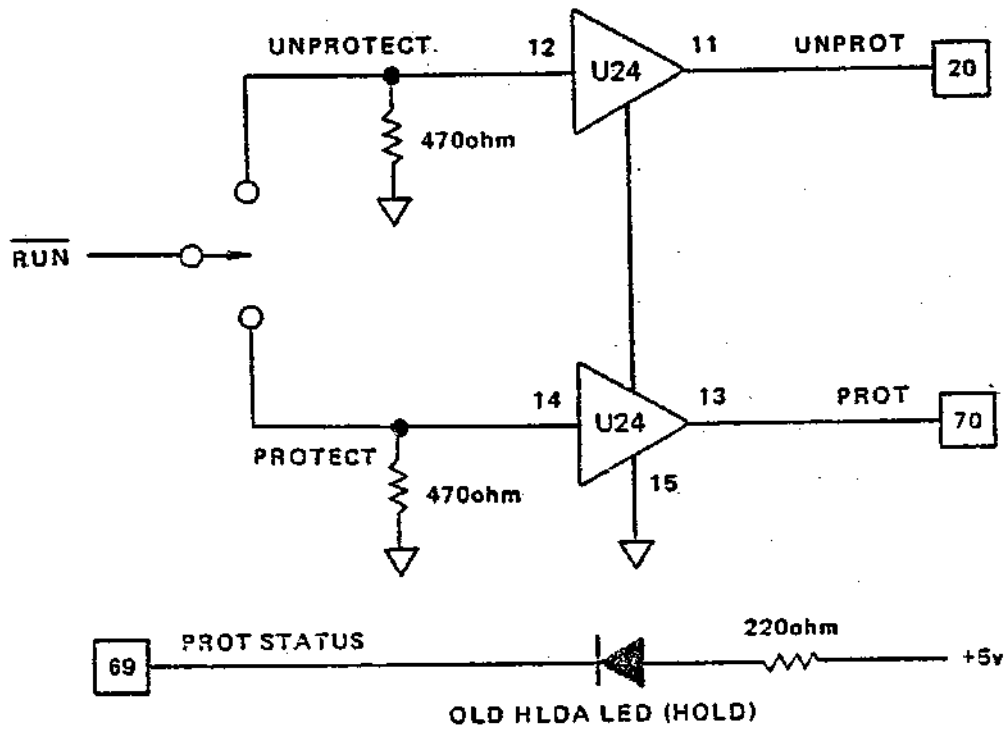 UNPROTECT.
12
11
UNPROT
U24
20
470ohm
RUN
14
13
PROT
U24
70
PROTECT
15
470ohm
220ohm
PROT STATUS
69
+5v
OLD HLDA LED (HOLD)